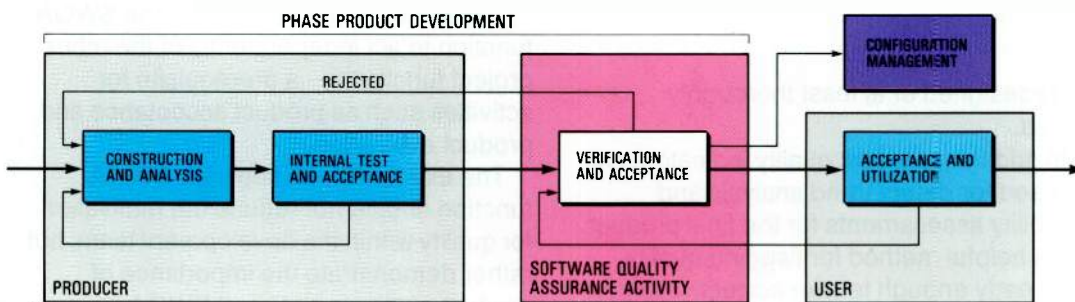 PHASE PRODUCT DEVELOPMENT
CONFIGURATION
MANAGEMENT
REJECTED
CONSTRUCTION
AND ANALYSIS
INTERNAL TEST
AND ACCEPTANCE
VERIFICATION
AND ACCEPTANCE
ACCEPTANCE AND
UTILIZATION
PRODUCER
SOFTWARE QUALITY
ASSURANCE ACTIVITY
USER